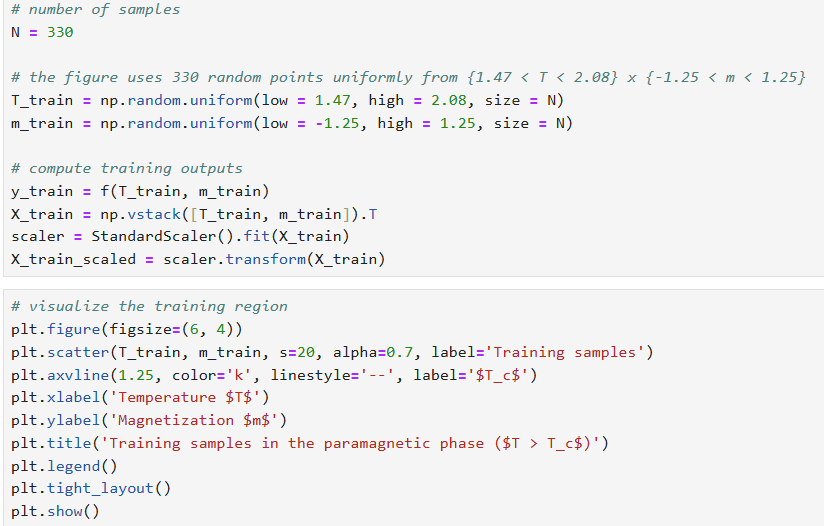 # number of samples
N = 330
# the figure uses 330 random points uniformly from {1.47 < T < 2.08} x {-1.25 < m < 1.25}
T_train = np.random.uniform(low = 1.47, high = 2.08, size = N)
m_train = np.random.uniform(low = -1.25, high = 1.25, size = N)
# compute training outputs
y_train = f(T_train, m_train)
X_train = np.vstack([T_train, m_train]).T
scaler = StandardScaler().fit(X_train)
X_train_scaled = scaler.transform(X_train)
# visualize the training region
plt.figure(figsize=(6, 4))
plt.scatter(T_train, m_train, s=20, alpha=0.7, label='Training samples')
plt.axvline(1.25, color='k', linestyle='--', label='$T_c$')
plt.xlabel('Temperature $T$')
plt.ylabel('Magnetization $m$')
plt.title('Training samples in the paramagnetic phase ($T > T_c$)')
plt.legend()
plt.tight_layout()
plt.show()